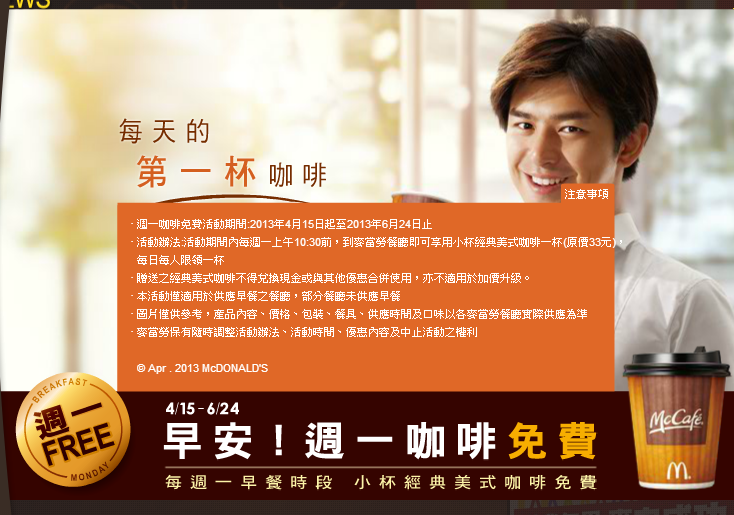 EWS
每天的
第一杯咖啡
注意事項
· 週一咖啡免費活動期間:2013年4月15日起至2013年6月24日止
· 活動辦法:活動期間內每週一上午10:30前，到麥當勞餐廳即可享用小杯經典美式咖啡一杯(原價33元)，
每日每人限領一杯
· 贈送之經典美式咖啡不得兌換現金或與其他優惠合併使用，亦不適用於加價升級。
· 本活動僅適用於供應早餐之餐廳，部分餐廳未供應早餐
· 圖片僅供參考，產品內容、價格、包裝、餐具、供應時間及口味以各麥當勞餐廳實際供應為準
· 麥當勞保有隨時調整活動辦法、活動時間、優惠內容及中止活動之權利
© Apr . 2013 McDONALD'S
BREAKFAST
週一
FREE
MONDAY
4/15-6/24
早安！週一咖啡免費
每週一早餐時段 小杯經典美式咖啡免費
McCafé